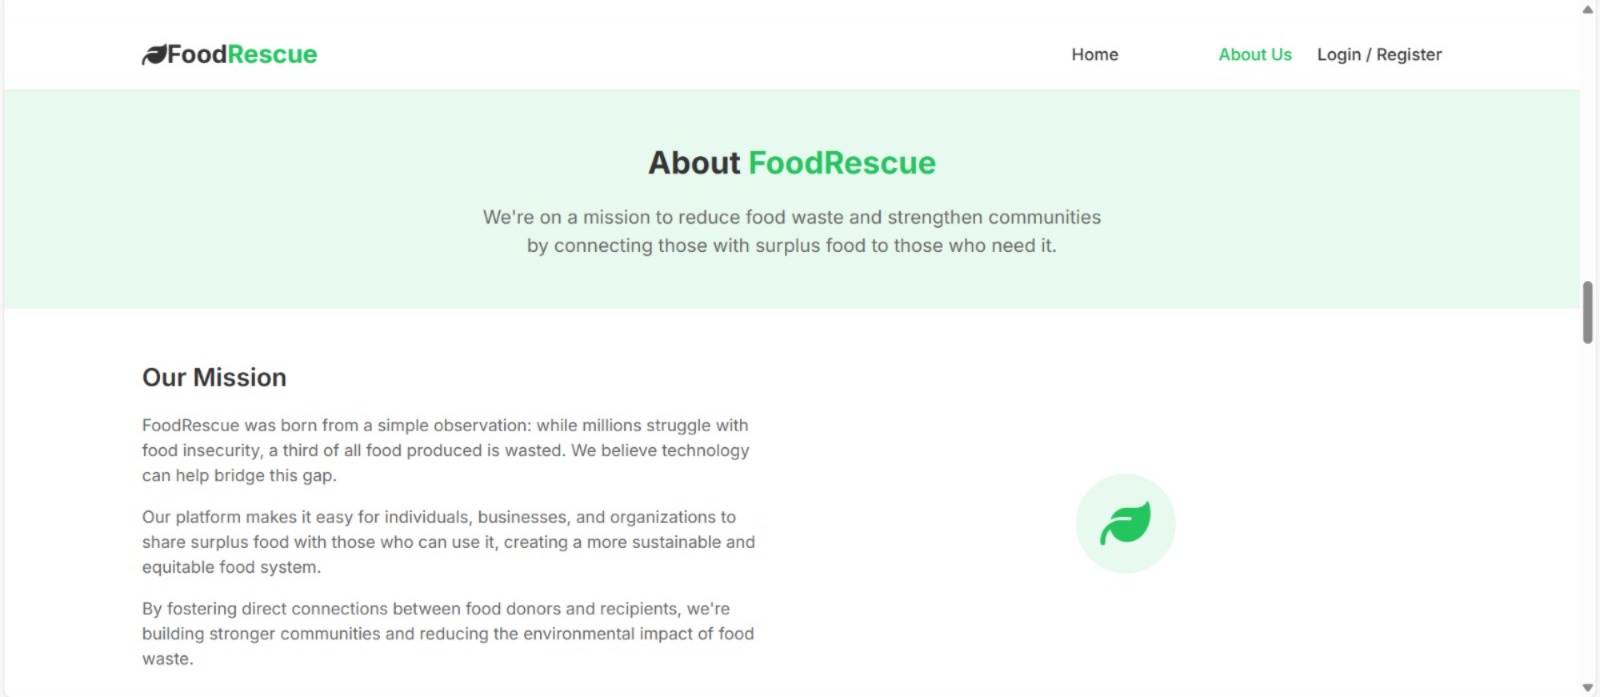 FoodRescue
Home
About Us
Login / Register
About FoodRescue
We're on a mission to reduce food waste and strengthen communities
by connecting those with surplus food to those who need it.
Our Mission
FoodRescue was born from a simple observation: while millions struggle with
food insecurity, a third of all food produced is wasted. We believe technology
can help bridge this gap.
Our platform makes it easy for individuals, businesses, and organizations to
share surplus food with those who can use it, creating a more sustainable and
equitable food system.
By fostering direct connections between food donors and recipients, we're
building stronger communities and reducing the environmental impact of food
waste.